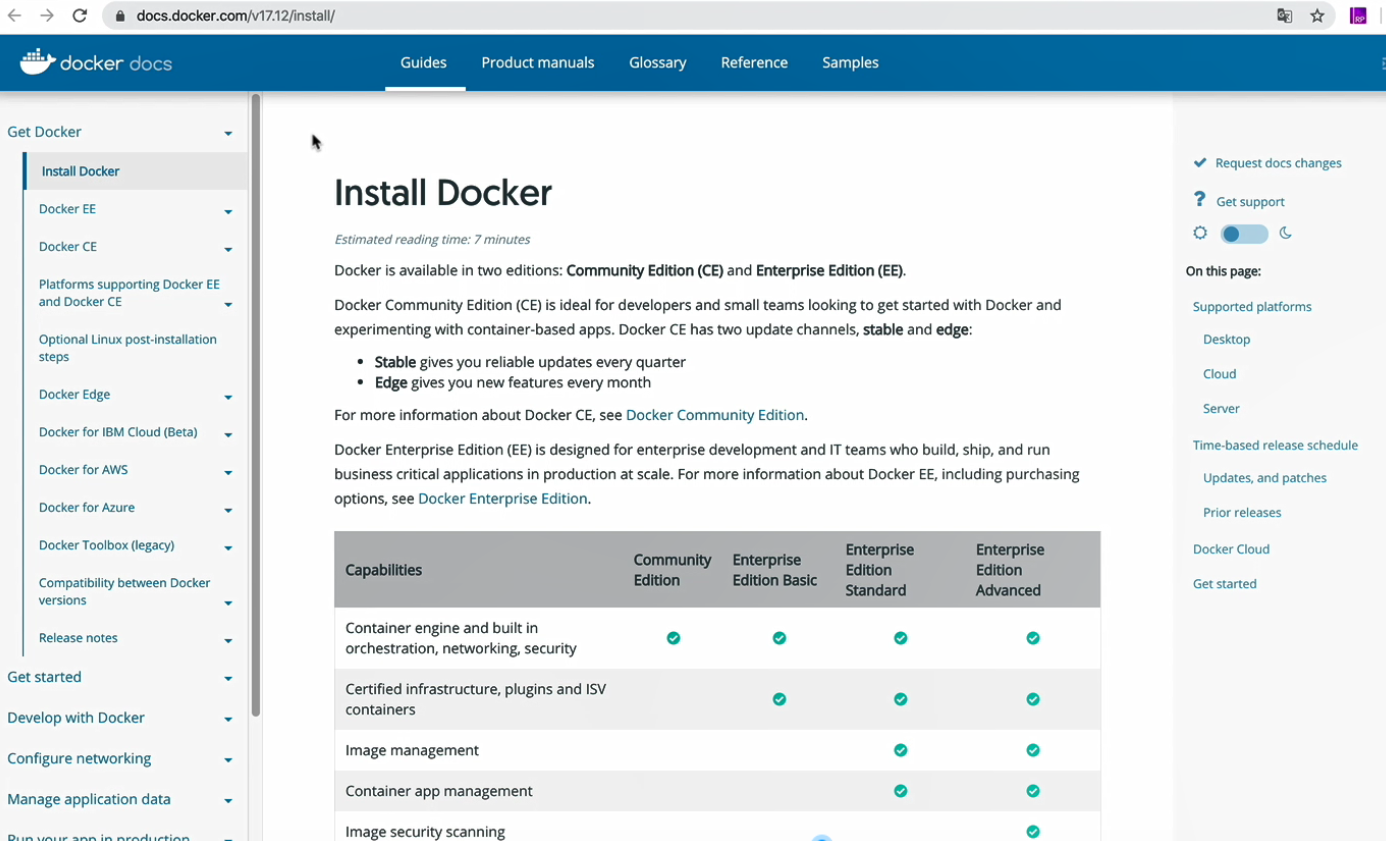 docs.docker.com/v17.12/install/
RP
docker docs
Guides
Product manuals
Glossary
Reference
Samples
Get Docker
Install Docker
Docker EE
Docker CE
Platforms supporting Docker EE
and Docker CE
Optional Linux post-installation
steps
Docker Edge
Docker for IBM Cloud (Beta)
Docker for AWS
Docker for Azure
Docker Toolbox (legacy)
Compatibility between Docker
versions
Release notes
Get started
Develop with Docker
Configure networking
Manage application data
Run your app in production
Install Docker
Estimated reading time: 7 minutes
Docker is available in two editions: Community Edition (CE) and Enterprise Edition (EE).
Docker Community Edition (CE) is ideal for developers and small teams looking to get started with Docker and
experimenting with container-based apps. Docker CE has two update channels, stable and edge:
• Stable gives you reliable updates every quarter
• Edge gives you new features every month
For more information about Docker CE, see Docker Community Edition.
Docker Enterprise Edition (EE) is designed for enterprise development and IT teams who build, ship, and run
business critical applications in production at scale. For more information about Docker EE, including purchasing
options, see Docker Enterprise Edition.
Capabilities
Community
Edition
Enterprise
Edition Basic
Enterprise
Edition
Standard
Enterprise
Edition
Advanced
Container engine and built in
orchestration, networking, security
Certified infrastructure, plugins and ISV
containers
Image management
Container app management
Image security scanning
Request docs changes
Get support
On this page:
Supported platforms
Desktop
Cloud
Server
Time-based release schedule
Updates, and patches
Prior releases
Docker Cloud
Get started